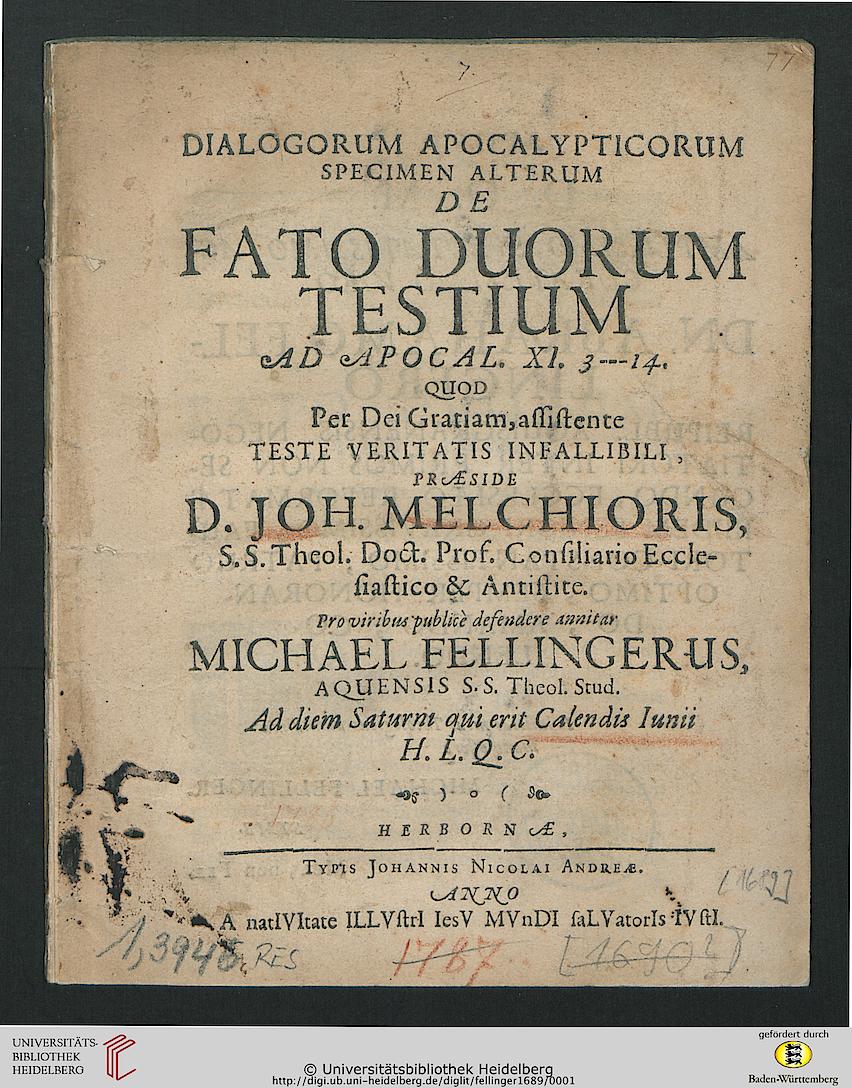 7.
77
DIALOGORUM APOCALYPTICORUM
SPECIMEN ALTERUM
DE
FATO DUORUM
TESTIUM
AD APOCAL. XI. 3---14.
QUOD
Per Dei Gratiam, aſſiſtente
TESTE VERITATIS INFALLIBILI,
PRÆSIDE
D. JOH. MELCHIORIS,
S. S. Theol. Doct. Prof. Conſiliario Eccle-
ſiaſtico & Antiſtite.
Pro viribus publicè defendere annitar
MICHAEL FELLINGERUS,
AQUENSIS S. S. Theol. Stud.
Ad diem Saturni qui erit Calendis Iunii
H. L. Q. C.
) o (
HERBORNÆ,
TYPIS JOHANNIS NICOLAI ANDREÆ.
ANNO
[1689]
A natIVItate ILLVſtrI IesV MVnDI ſaLVatorIs IVſtI.
1,3948 RES
1787
[1690?]
UNIVERSITÄTS-
BIBLIOTHEK
HEIDELBERG
© Universitätsbibliothek Heidelberg
http://digi.ub.uni-heidelberg.de/diglit/fellinger1689/0001
gefördert durch
Baden-Württemberg